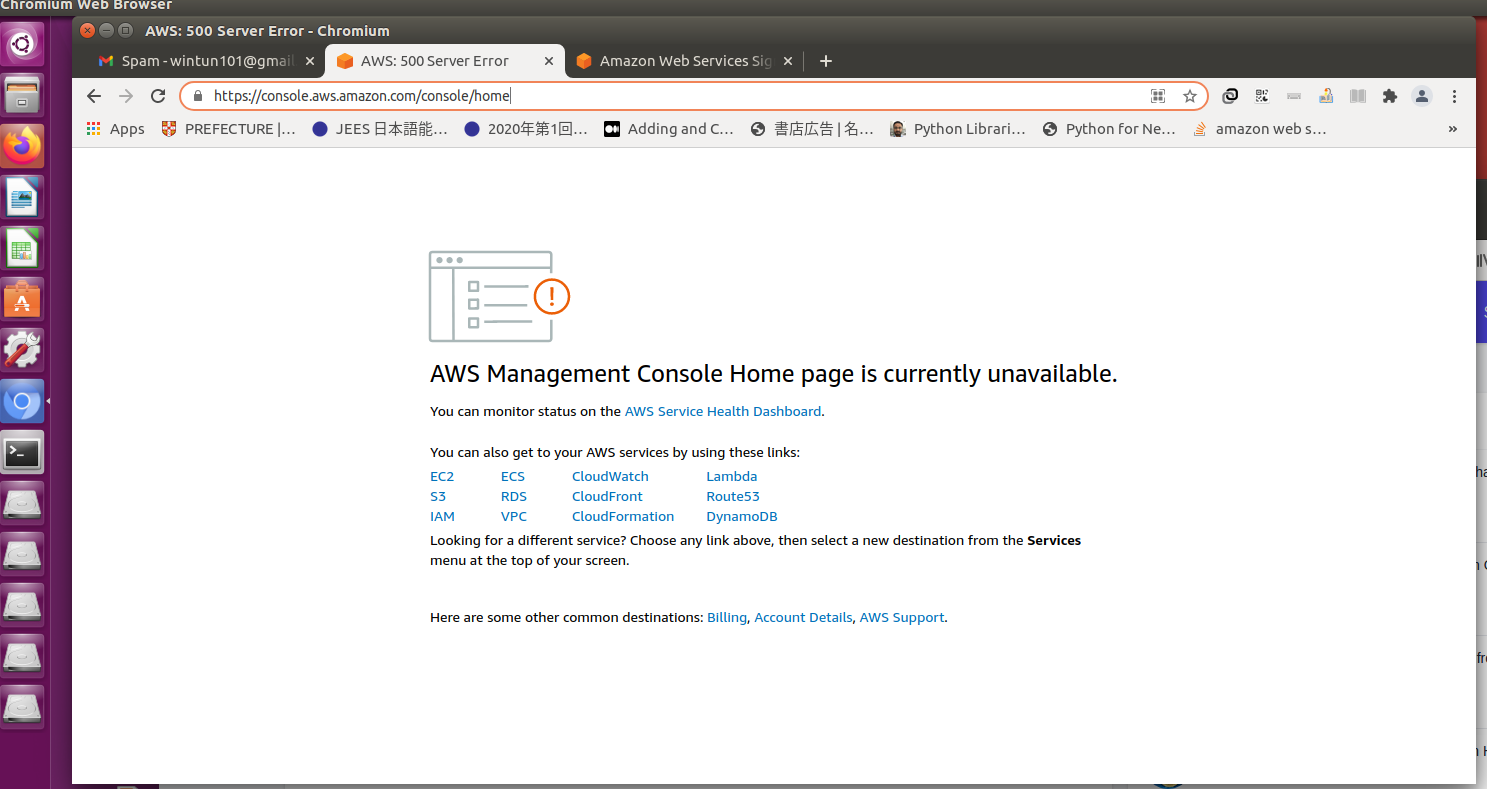 Chromium Web Browser
AWS: 500 Server Error - Chromium
Spam - wintun101@gmail
AWS: 500 Server Error
Amazon Web Services Sig
https://console.aws.amazon.com/console/home
Apps PREFECTURE |... JEES 日本語能... 2020年第1回... Adding and C... 書店広告 | 名... Python Librari... Python for Ne... amazon web s... »
AWS Management Console Home page is currently unavailable.
You can monitor status on the AWS Service Health Dashboard.
You can also get to your AWS services by using these links:
EC2 ECS CloudWatch Lambda
S3 RDS CloudFront Route53
IAM VPC CloudFormation DynamoDB
Looking for a different service? Choose any link above, then select a new destination from the Services
menu at the top of your screen.
Here are some other common destinations: Billing, Account Details, AWS Support.